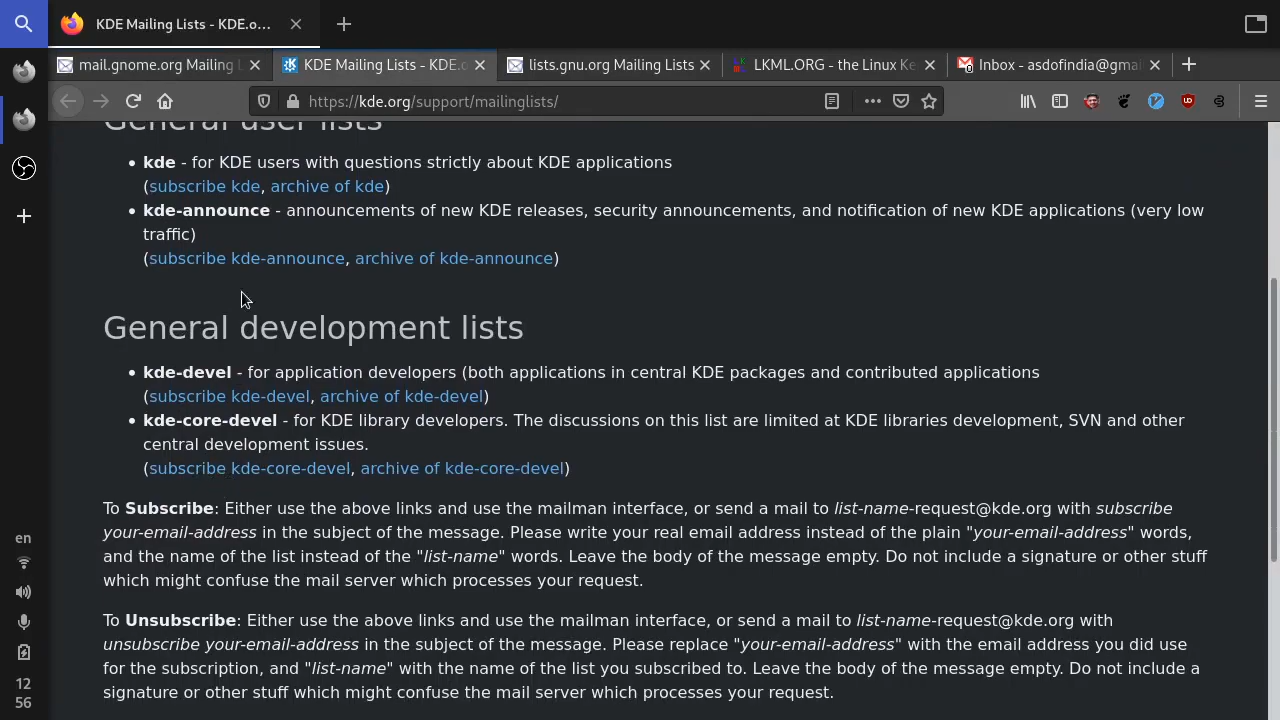 KDE Mailing Lists - KDE.o...
mail.gnome.org Mailing L
KDE Mailing Lists - KDE.o
lists.gnu.org Mailing Lists
LKML.ORG - the Linux Ke
Inbox - asdofindia@gmai
https://kde.org/support/mailinglists/
General user lists
• kde - for KDE users with questions strictly about KDE applications
(subscribe kde, archive of kde)
• kde-announce - announcements of new KDE releases, security announcements, and notification of new KDE applications (very low
traffic)
(subscribe kde-announce, archive of kde-announce)
General development lists
• kde-devel - for application developers (both applications in central KDE packages and contributed applications
(subscribe kde-devel, archive of kde-devel)
• kde-core-devel - for KDE library developers. The discussions on this list are limited at KDE libraries development, SVN and other
central development issues.
(subscribe kde-core-devel, archive of kde-core-devel)
To Subscribe: Either use the above links and use the mailman interface, or send a mail to list-name-request@kde.org with subscribe
your-email-address in the subject of the message. Please write your real email address instead of the plain "your-email-address" words,
and the name of the list instead of the "list-name" words. Leave the body of the message empty. Do not include a signature or other stuff
which might confuse the mail server which processes your request.
To Unsubscribe: Either use the above links and use the mailman interface, or send a mail to list-name-request@kde.org with
unsubscribe your-email-address in the subject of the message. Please replace "your-email-address" with the email address you did use
for the subscription, and "list-name" with the name of the list you subscribed to. Leave the body of the message empty. Do not include a
signature or other stuff which might confuse the mail server which processes your request.
en
12
56